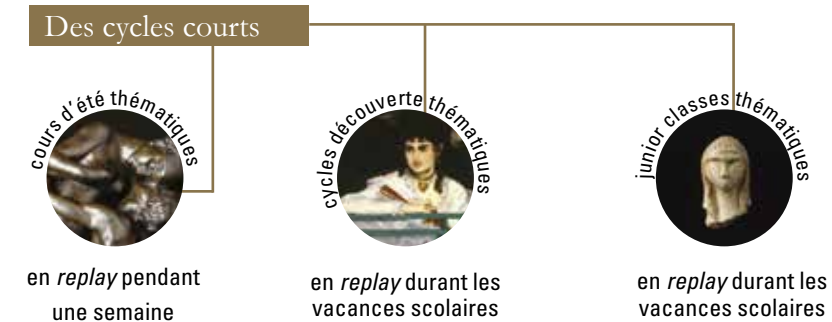 Des cycles courts
cours d'été thématiques
cycles découverte thématiques
junior classes thématiques
en replay pendant
une semaine
en replay durant les
vacances scolaires
en replay durant les
vacances scolaires